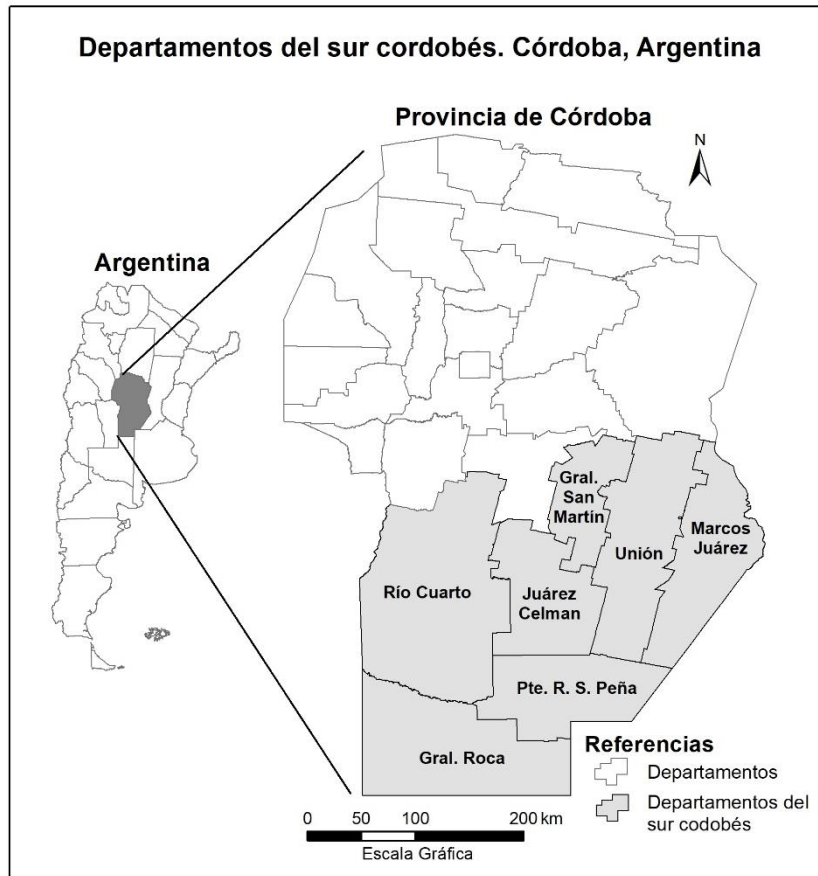 Departamentos del sur cordobés. Córdoba, Argentina
Provincia de Córdoba
N
Argentina
Gral.
San
Martín
Marcos
Juárez
Unión
Río Cuarto
Juárez
Celman
Pte. R. S. Peña
Gral. Roca
Referencias
Departamentos
Departamentos del
sur codobés
0 50 100 200 km
Escala Gráfica